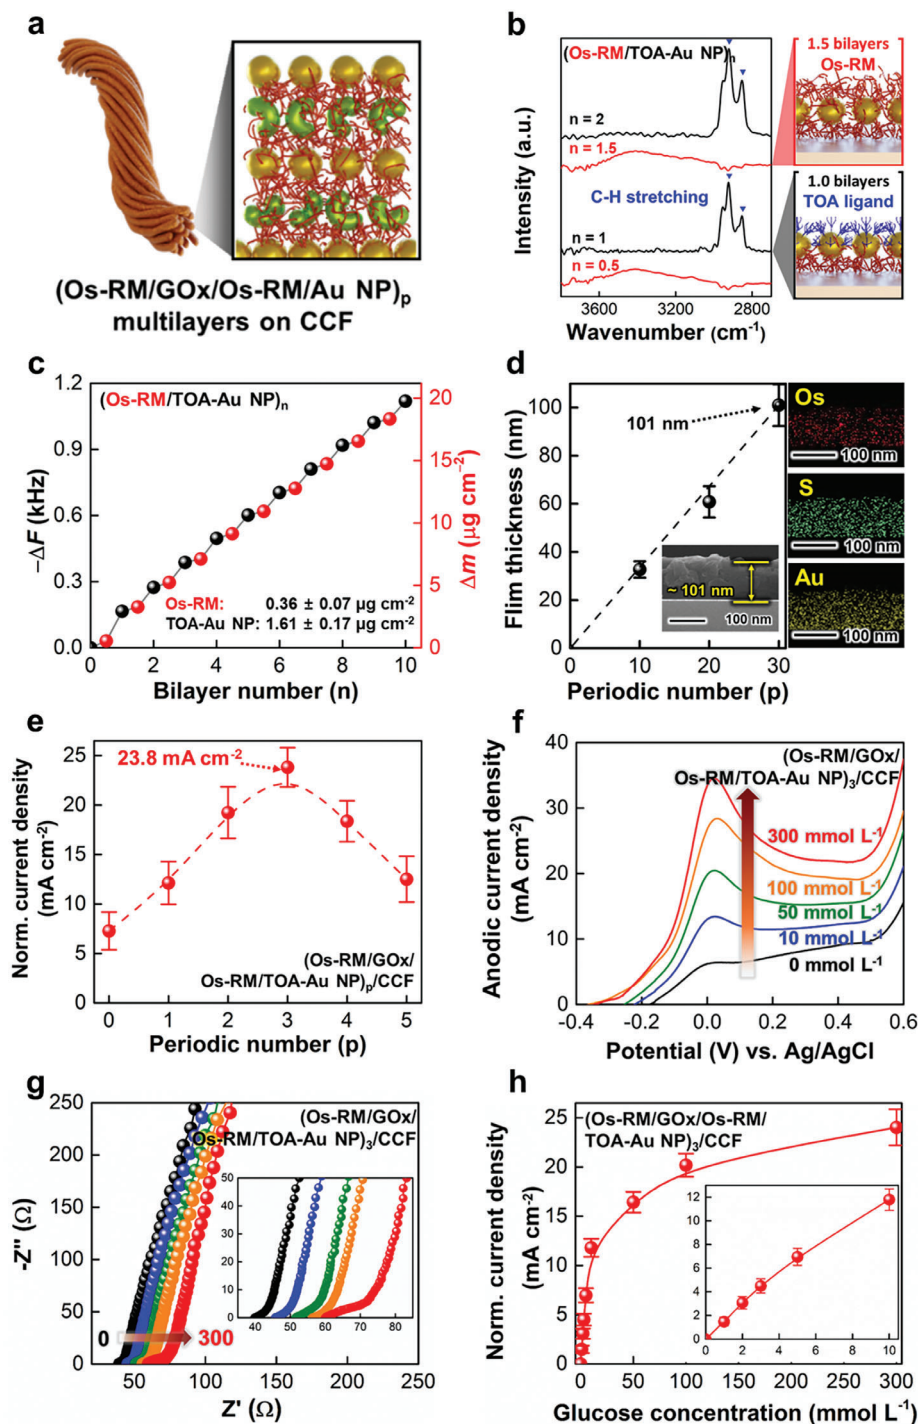 a
(Os-RM/GOx/Os-RM/Au NP)p
multilayers on CCF
b
(Os-RM/TOA-Au NP)n
n = 2
n = 1.5
C-H stretching
n = 1
n = 0.5
Intensity (a.u.)
3600
3200
2800
Wavenumber (cm-1)
1.5 bilayers
Os-RM
1.0 bilayers
TOA ligand
c
(Os-RM/TOA-Au NP)n
1.2
0.9
0.6
0.3
0.0
−ΔF (kHz)
20
15
10
5
0
Δm (μg cm−2)
Os-RM: 0.36 ± 0.07 μg cm-2
TOA-Au NP: 1.61 ± 0.17 μg cm-2
0 2 4 6 8 10
Bilayer number (n)
d
100
80
60
40
20
0
Flim thickness (nm)
101 nm
~ 101 nm
100 nm
0 10 20 30
Periodic number (p)
Os
100 nm
S
100 nm
Au
100 nm
e
25
20
15
10
5
0
Norm. current density
(mA cm-2)
23.8 mA cm-2
(Os-RM/GOx/
Os-RM/TOA-Au NP)p/CCF
0 1 2 3 4 5
Periodic number (p)
f
40
30
20
10
0
Anodic current density
(mA cm-2)
(Os-RM/GOx/
Os-RM/TOA-Au NP)3/CCF
300 mmol L-1
100 mmol L-1
50 mmol L-1
10 mmol L-1
0 mmol L-1
-0.4 -0.2 0.0 0.2 0.4 0.6
Potential (V) vs. Ag/AgCl
g
250
200
150
100
50
0
-Z'' (Ω)
(Os-RM/GOx/
Os-RM/TOA-Au NP)3/CCF
50
40
30
20
10
0
40 50 60 70 80
0
300
50 100 150 200 250
Z' (Ω)
h
25
20
15
10
5
0
Norm. current density
(mA cm-2)
(Os-RM/GOx/Os-RM/
TOA-Au NP)3/CCF
12
10
8
6
4
2
0
0 2 4 6 8 10
0 50 100 150 200 250 300
Glucose concentration (mmol L-1)